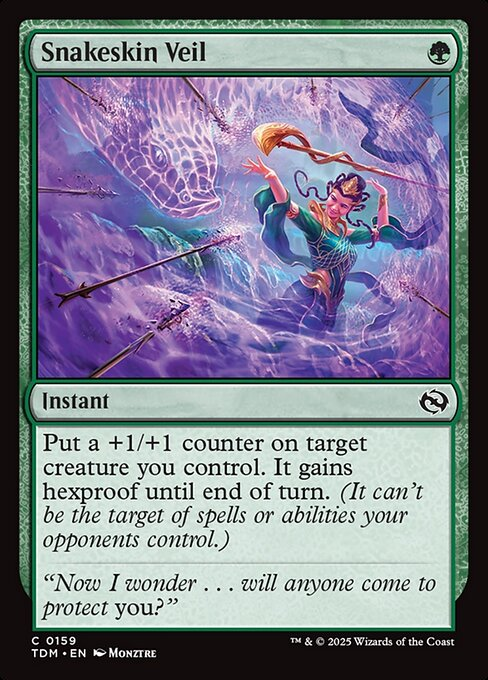 Snakeskin Veil
Instant
Put a +1/+1 counter on target
creature you control. It gains
hexproof until end of turn. (It can’t
be the target of spells or abilities your
opponents control.)
“Now I wonder . . . will anyone come to
protect you?”
C 0159
™ & © 2025 Wizards of the Coast
TDM • EN Monztre